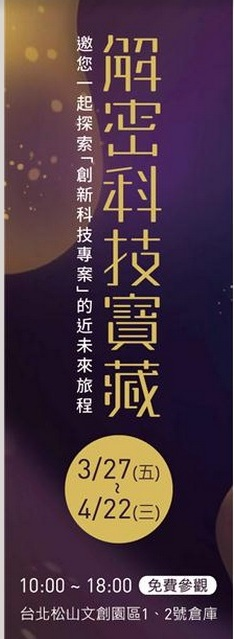 解密科技寶藏
邀您一起探索「創新科技專案」的近未來旅程
3/27(五)
~
4/22(三)
10:00 ~ 18:00 免費參觀
台北松山文創園區1、2號倉庫